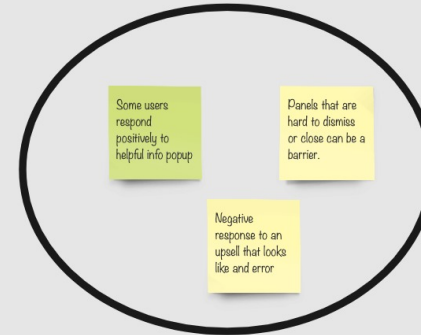 Some users
respond
positively to
helpful info popup
Panels that are
hard to dismiss
or close can be a
barrier.
Negative
response to an
upsell that looks
like and error